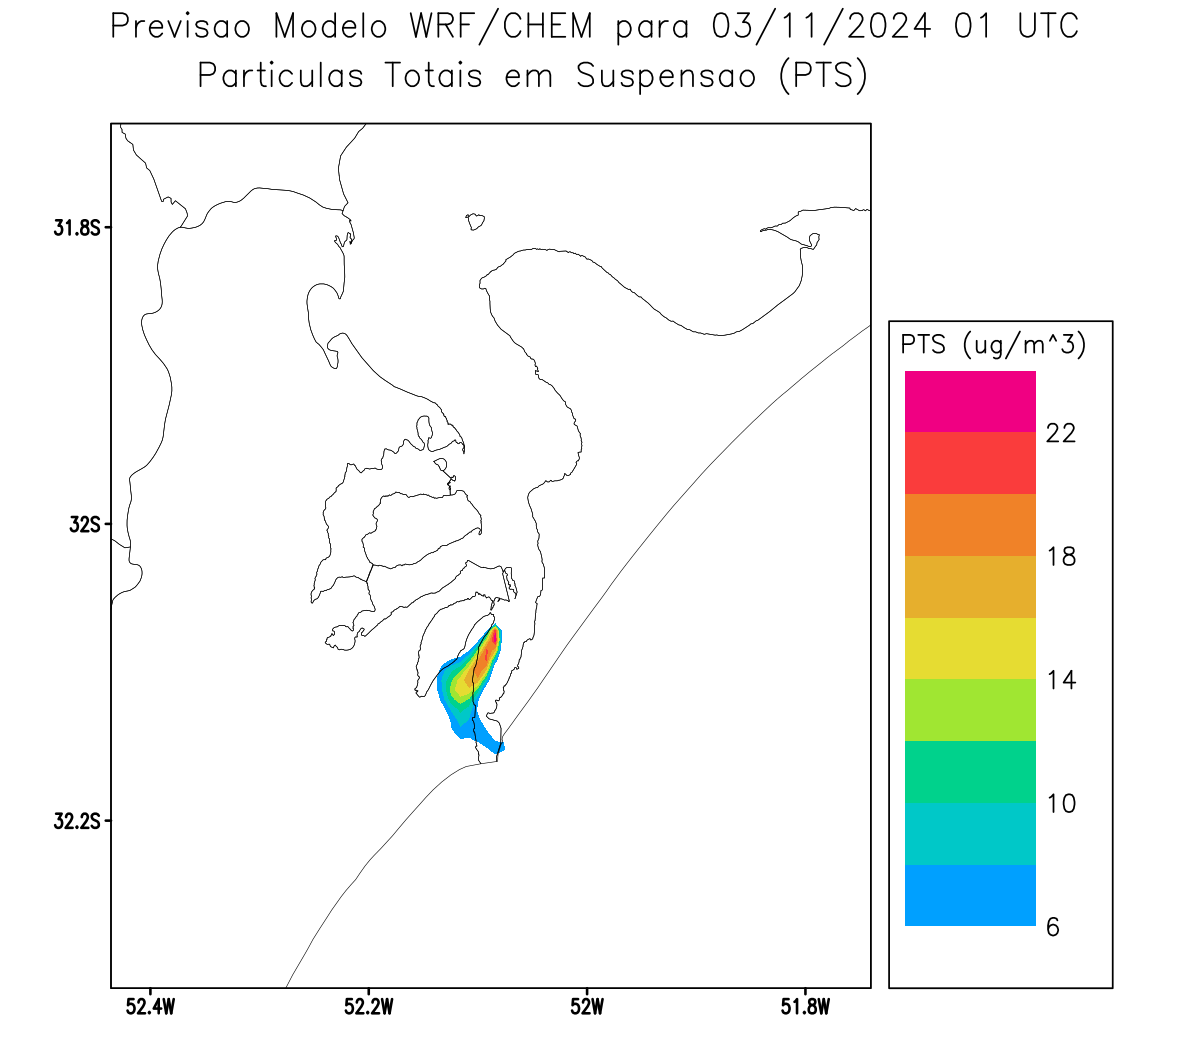 Previsao Modelo WRF/CHEM para 03/11/2024 01 UTC
Particulas Totais em Suspensao (PTS)
31.8S
32S
32.2S
52.4W
52.2W
52W
51.8W
PTS (ug/m^3)
22
18
14
10
6